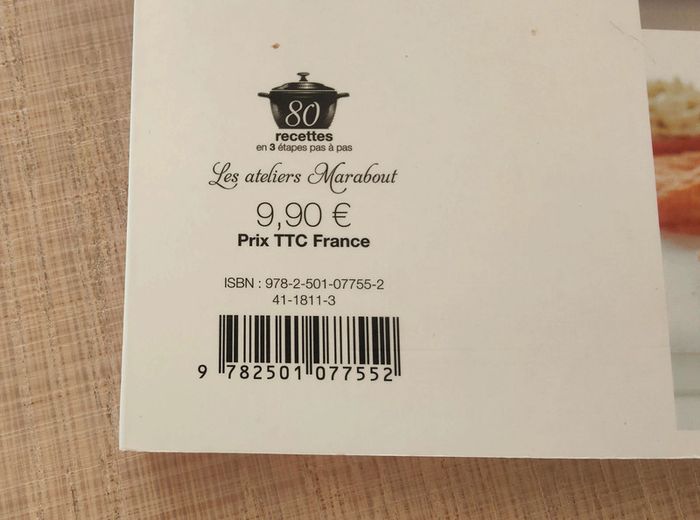 80
recettes
en 3 étapes pas à pas
Les ateliers Marabout
9,90 €
Prix TTC France
ISBN : 978-2-501-07755-2
41-1811-3
9 782501 077552